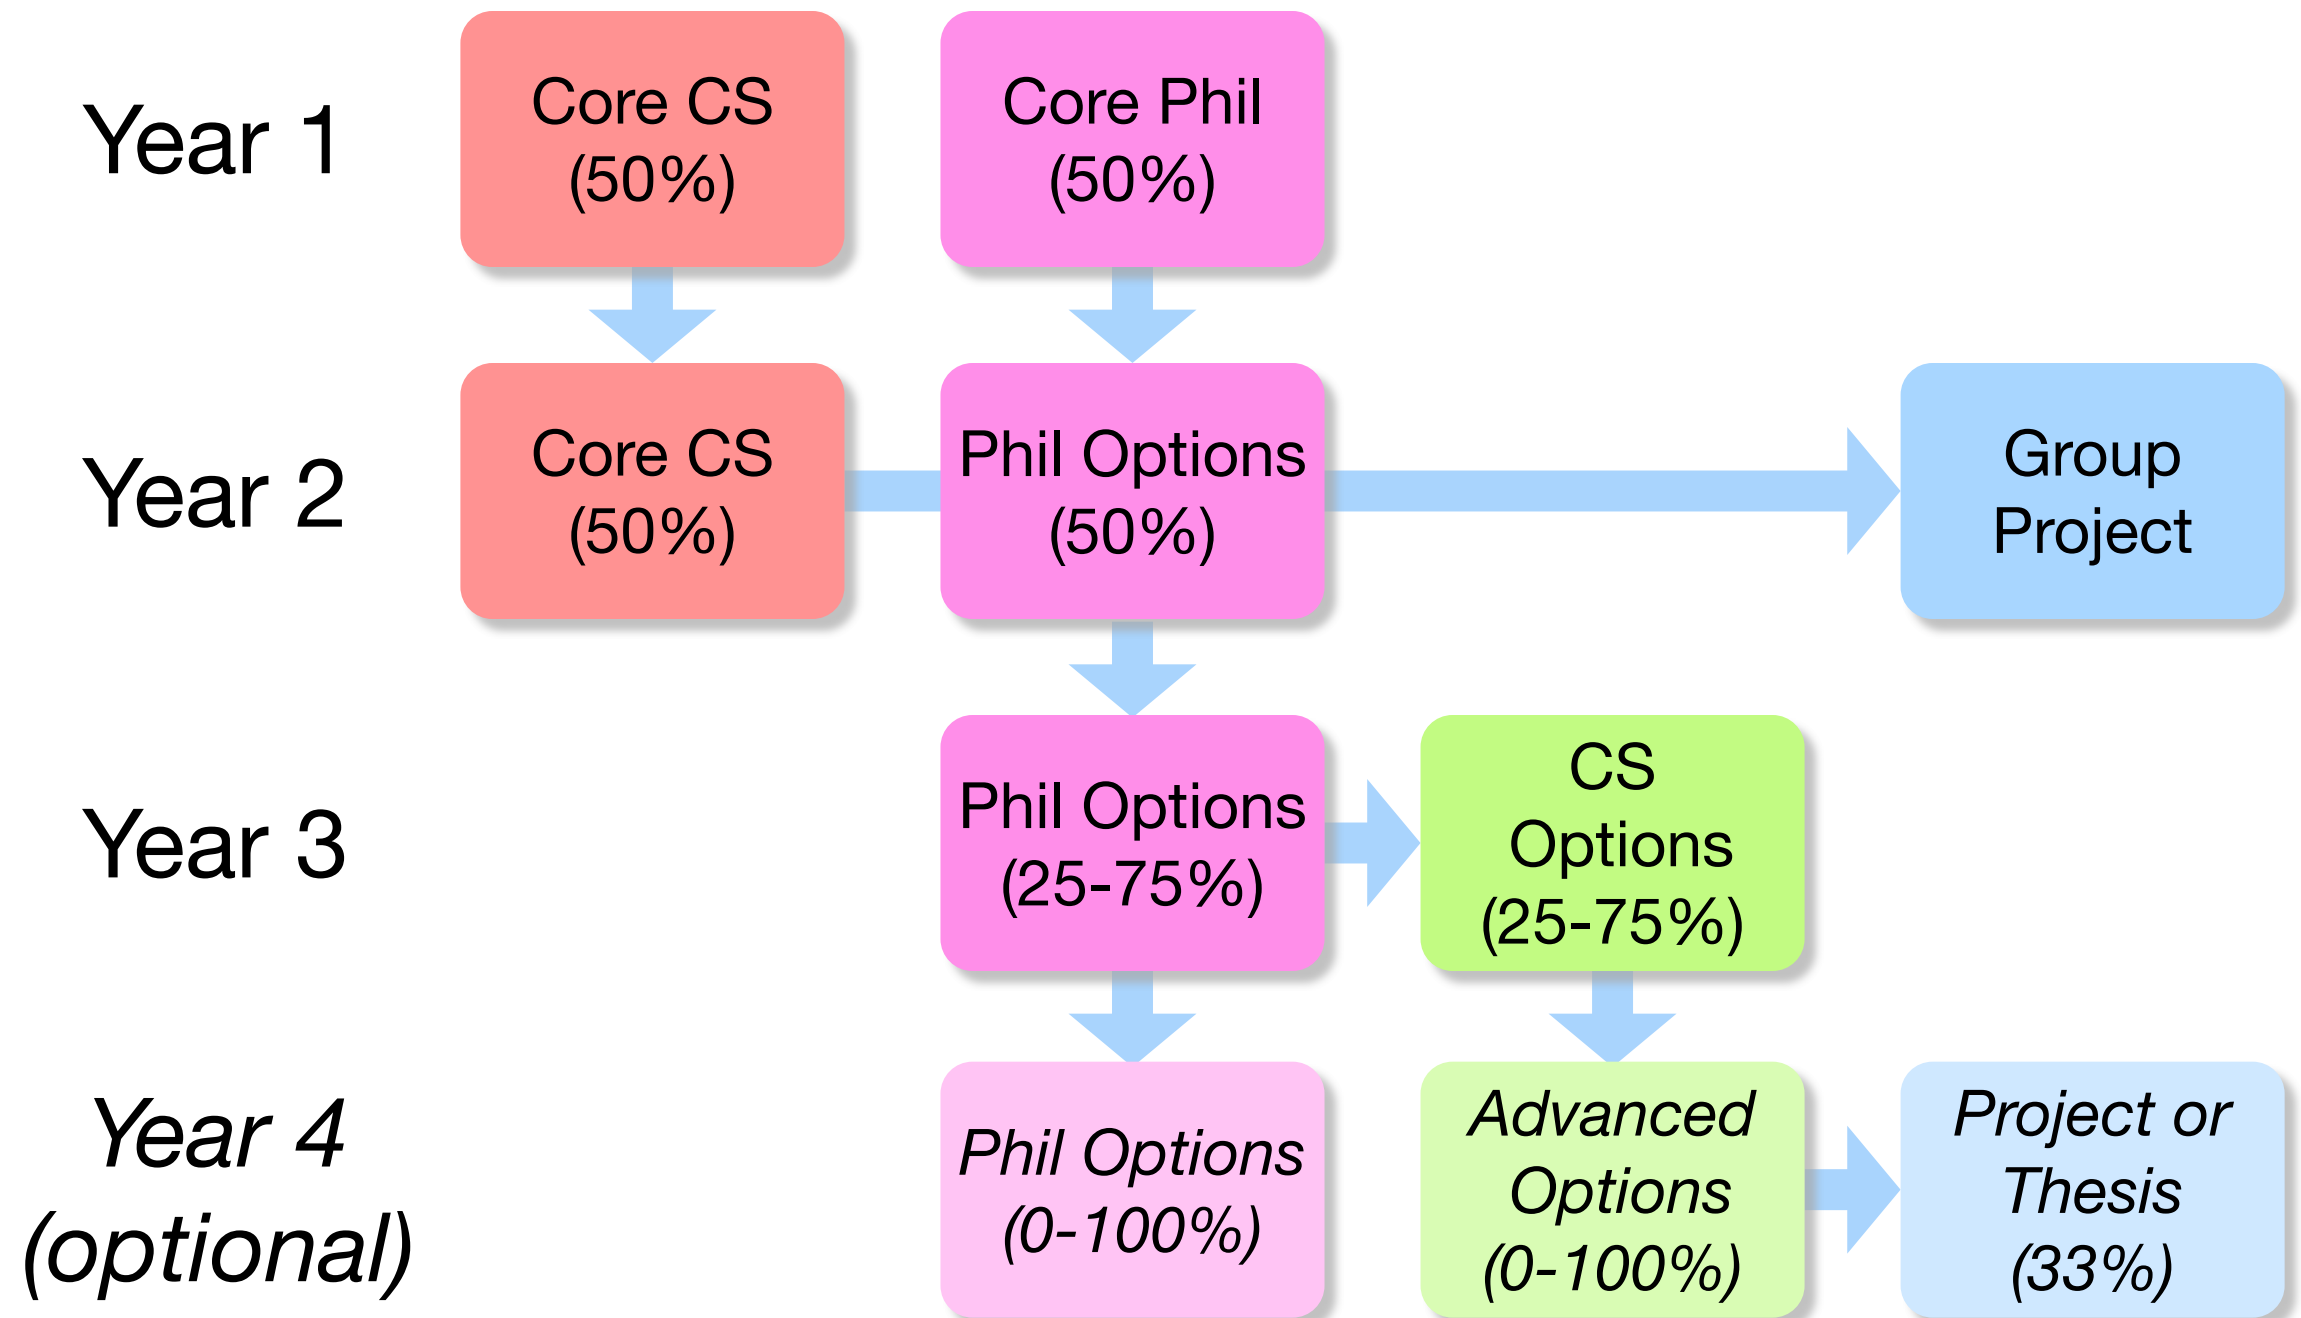 Year 1
Core CS
(50%)
Core Phil
(50%)
Year 2
Core CS
(50%)
Phil Options
(50%)
Group
Project
Year 3
Phil Options
(25-75%)
CS
Options
(25-75%)
Year 4
(optional)
Phil Options
(0-100%)
Advanced
Options
(0-100%)
Project or
Thesis
(33%)